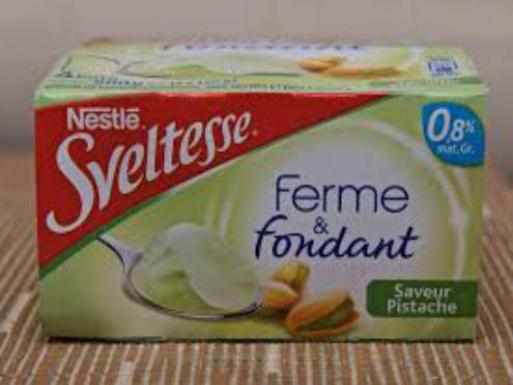 Nestlé
Sveltesse
0,8%
mat. Gr.
Ferme
&
fondant
Saveur
Pistache